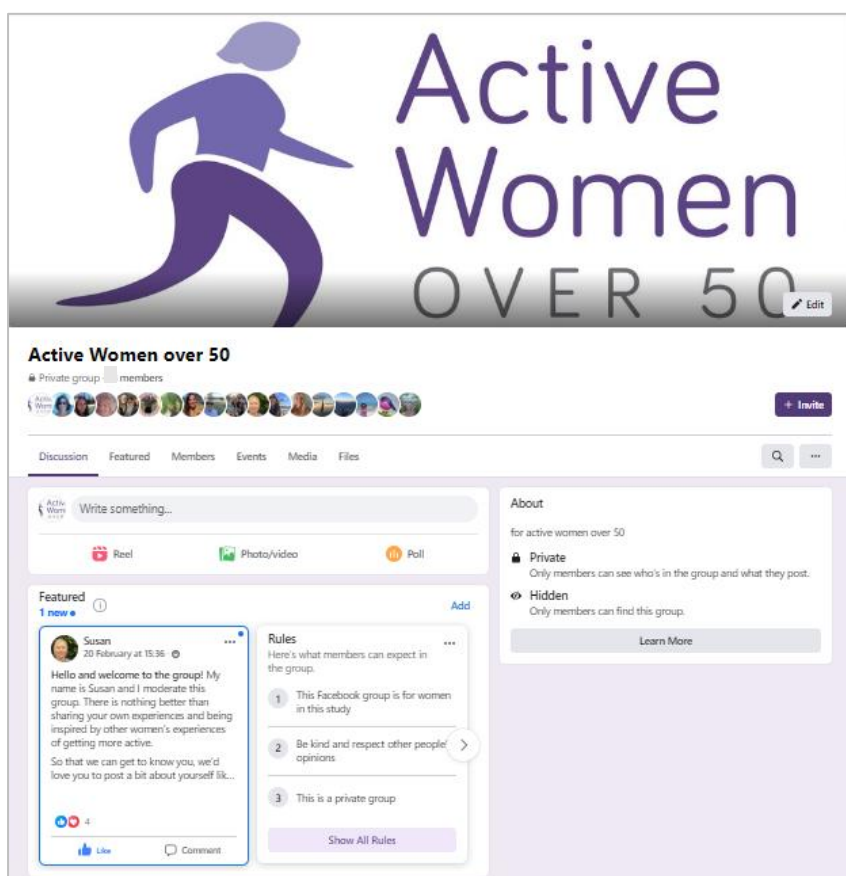 Active
Women
OVER 50
Edit
Active Women over 50
Private group · members
+ Invite
Discussion Featured Members Events Media Files
Write something...
Reel Photo/video Poll
About
for active women over 50
Private
Only members can see who's in the group and what they post.
Hidden
Only members can find this group.
Learn More
Featured
1 new
Add
Susan
20 February at 15:36
Hello and welcome to the group! My
name is Susan and I moderate this
group. There is nothing better than
sharing your own experiences and being
inspired by other women's experiences
of getting more active.
So that we can get to know you, we'd
love you to post a bit about yourself lik...
4
Like Comment
Rules
Here's what members can expect in
the group.
1 This Facebook group is for women
in this study
2 Be kind and respect other people'
opinions
3 This is a private group
Show All Rules